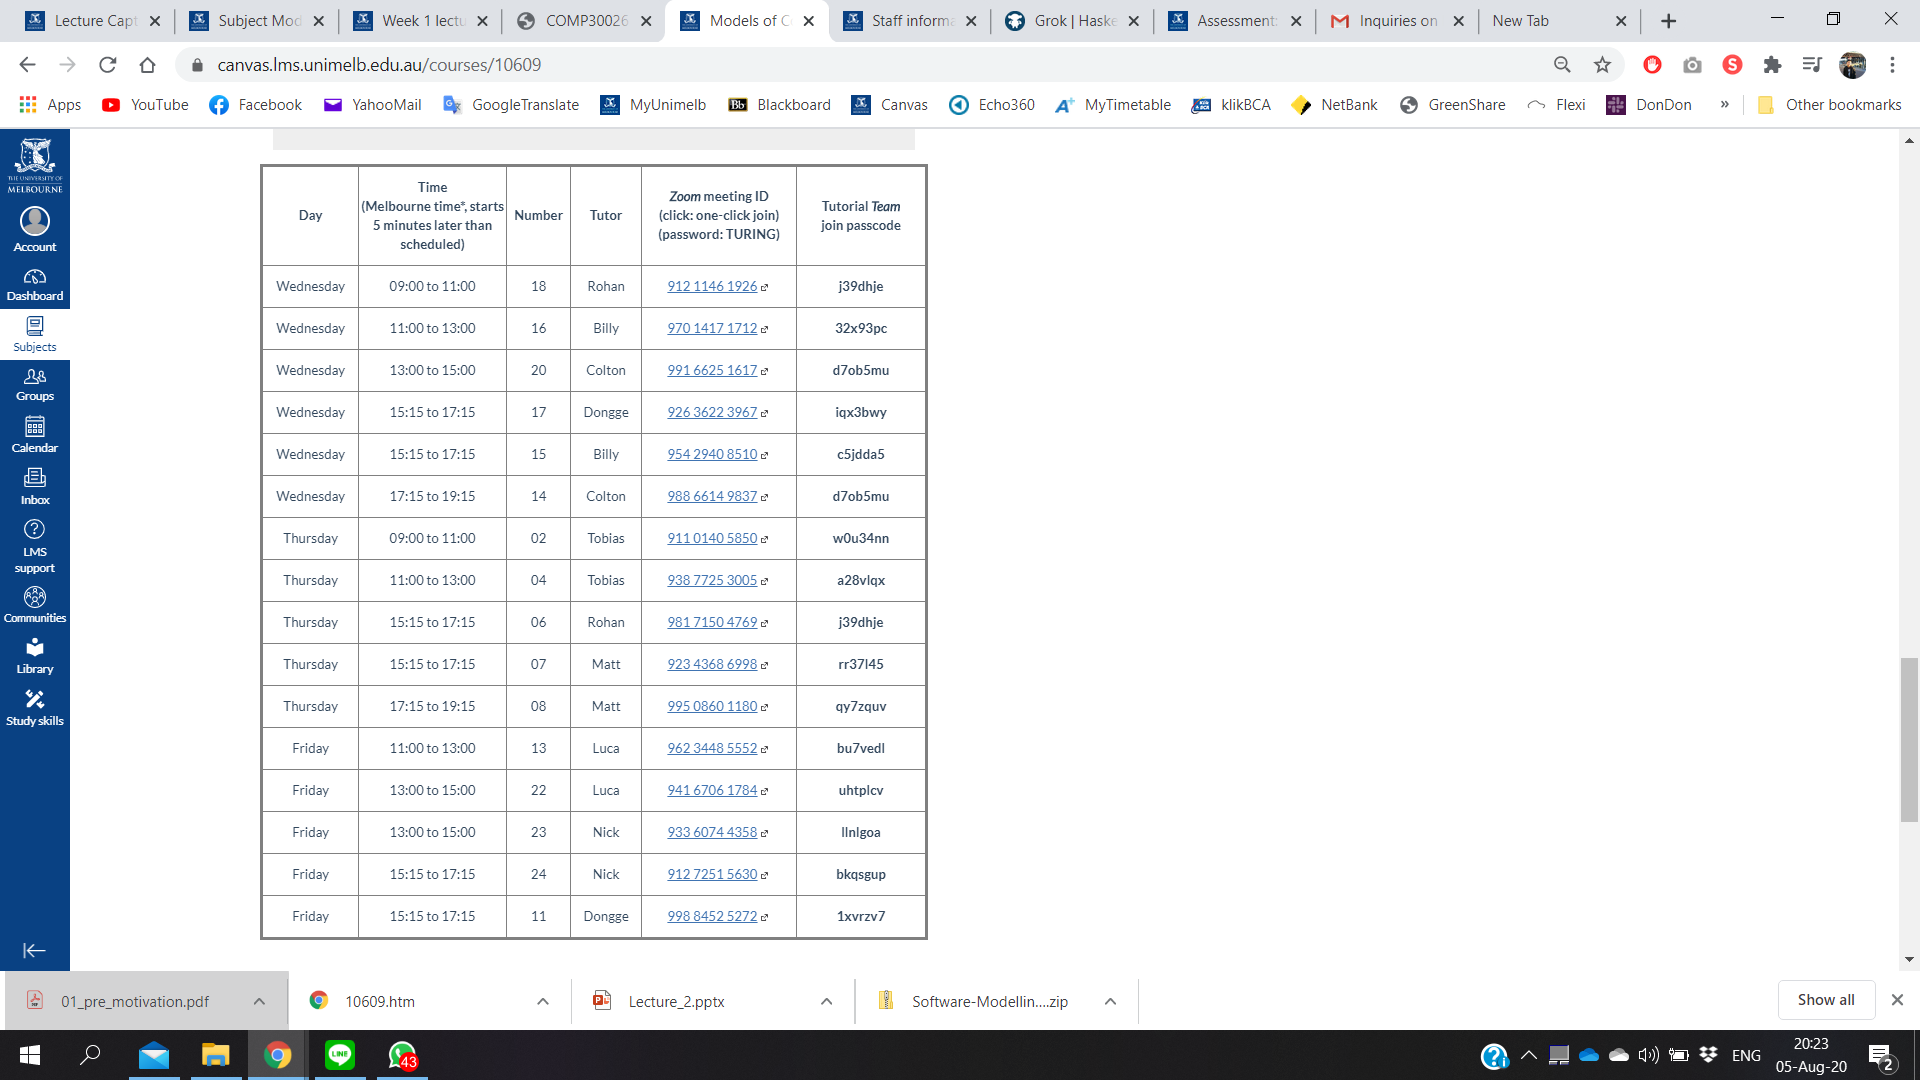 Lecture Capt
Subject Mod
Week 1 lectu
COMP30026
Models of C
Staff informa
Grok | Haske
Assessment
Inquiries on
New Tab
canvas.lms.unimelb.edu.au/courses/10609
Apps
YouTube
Facebook
YahooMail
GoogleTranslate
MyUnimelb
Bb
Blackboard
Canvas
Echo360
MyTimetable
klikBCA
NetBank
GreenShare
Flexi
DonDon
»
Other bookmarks
THE UNIVERSITY OF
MELBOURNE
Account
Dashboard
Subjects
Groups
Calendar
Inbox
LMS
support
Communities
Library
Study skills
Day
Time
(Melbourne time*, starts
5 minutes later than
scheduled)
Number
Tutor
Zoom meeting ID
(click: one-click join)
(password: TURING)
Tutorial Team
join passcode
Wednesday 09:00 to 11:00 18 Rohan 912 1146 1926 j39dhje
Wednesday 11:00 to 13:00 16 Billy 970 1417 1712 32x93pc
Wednesday 13:00 to 15:00 20 Colton 991 6625 1617 d7ob5mu
Wednesday 15:15 to 17:15 17 Dongge 926 3622 3967 iqx3bwy
Wednesday 15:15 to 17:15 15 Billy 954 2940 8510 c5jdda5
Wednesday 17:15 to 19:15 14 Colton 988 6614 9837 d7ob5mu
Thursday 09:00 to 11:00 02 Tobias 911 0140 5850 w0u34nn
Thursday 11:00 to 13:00 04 Tobias 938 7725 3005 a28vlqx
Thursday 15:15 to 17:15 06 Rohan 981 7150 4769 j39dhje
Thursday 15:15 to 17:15 07 Matt 923 4368 6998 rr37l45
Thursday 17:15 to 19:15 08 Matt 995 0860 1180 qy7zquv
Friday 11:00 to 13:00 13 Luca 962 3448 5552 bu7vedl
Friday 13:00 to 15:00 22 Luca 941 6706 1784 uhtplcv
Friday 13:00 to 15:00 23 Nick 933 6074 4358 llnlgoa
Friday 15:15 to 17:15 24 Nick 912 7251 5630 bkqsgup
Friday 15:15 to 17:15 11 Dongge 998 8452 5272 1xvrzv7
01_pre_motivation.pdf
10609.htm
Lecture_2.pptx
Software-Modellin....zip
Show all
LINE
43
ENG
20:23
05-Aug-20
2